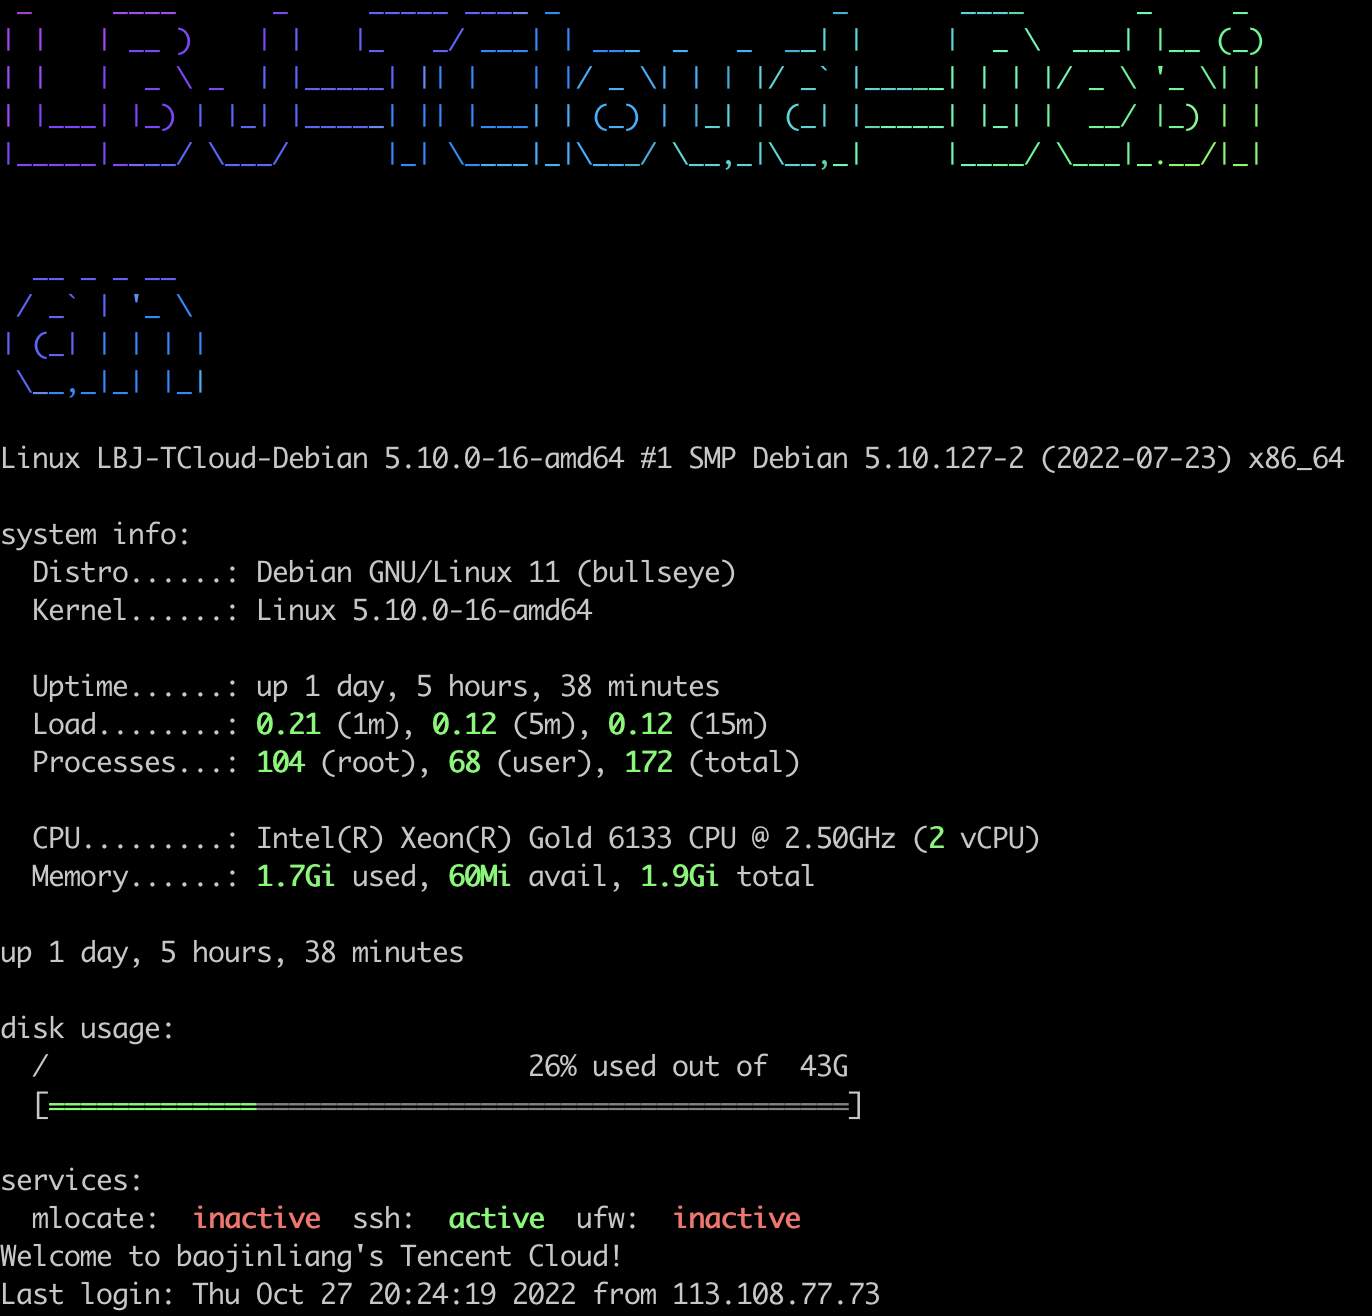 LBJ-TCloud-Debi
an
Linux LBJ-TCloud-Debian 5.10.0-16-amd64 #1 SMP Debian 5.10.127-2 (2022-07-23) x86_64
system info:
Distro......: Debian GNU/Linux 11 (bullseye)
Kernel......: Linux 5.10.0-16-amd64
Uptime......: up 1 day, 5 hours, 38 minutes
Load........: 0.21 (1m), 0.12 (5m), 0.12 (15m)
Processes...: 104 (root), 68 (user), 172 (total)
CPU.........: Intel(R) Xeon(R) Gold 6133 CPU @ 2.50GHz (2 vCPU)
Memory......: 1.7Gi used, 60Mi avail, 1.9Gi total
up 1 day, 5 hours, 38 minutes
disk usage:
/ 26% used out of 43G
[==================================================]
services:
mlocate: inactive ssh: active ufw: inactive
Welcome to baojinliang's Tencent Cloud!
Last login: Thu Oct 27 20:24:19 2022 from 113.108.77.73